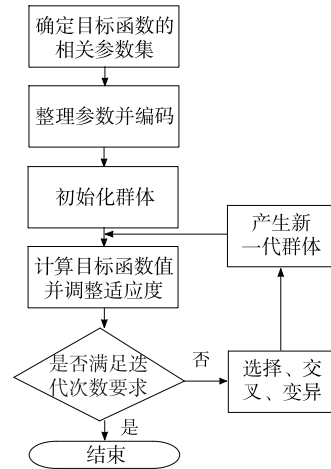 确定目标函数的
相关参数集
整理参数并编码
初始化群体
产生新
一代群体
计算目标函数值
并调整适应度
是否满足迭
代次数要求
否
选择、交
叉、变异
是
结束